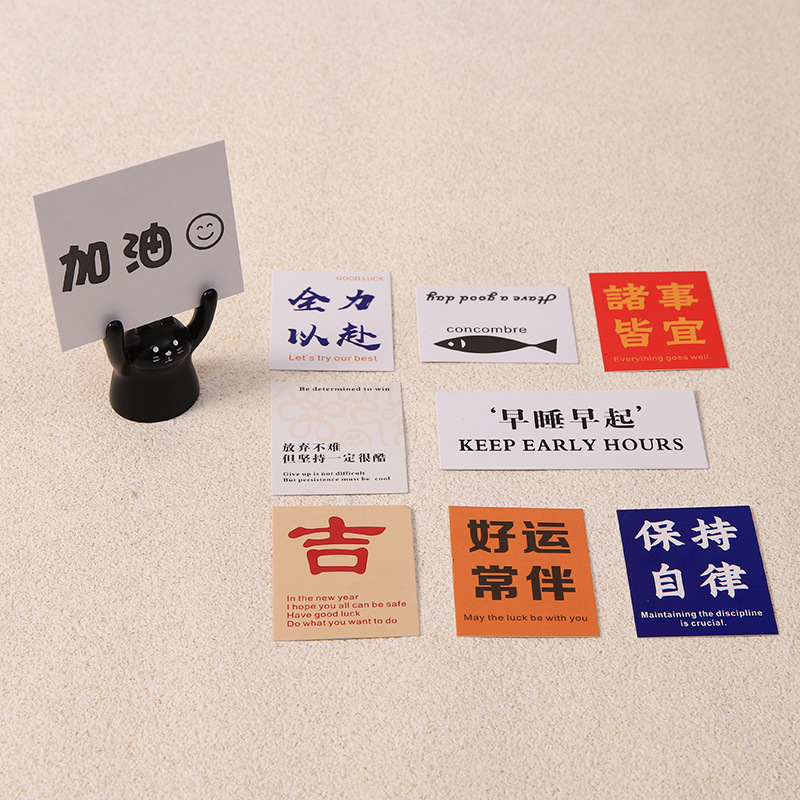 加油
GOOD LUCK
全力
以赴
Let's try our best
Have a good day
concombre
諸事
皆宜
Everything goes well.
Be determined to win
放弃不难
但坚持一定很酷
Give up is not difficult
But persistence must be cool
'早睡早起'
KEEP EARLY HOURS
吉
In the new year
I hope you all can be safe
Have good luck
Do what you want to do
好运
常伴
May the luck be with you
保持
自律
Maintaining the discipline
is crucial.